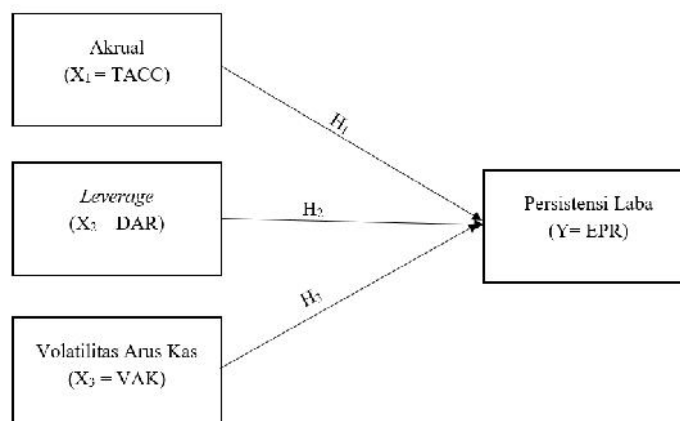 Akrual
(X₁ = TACC)
H₁
Leverage
(X₂ = DAR)
H₂
Persistensi Laba
(Y= EPR)
H₃
Volatilitas Arus Kas
(X₃ = VAK)